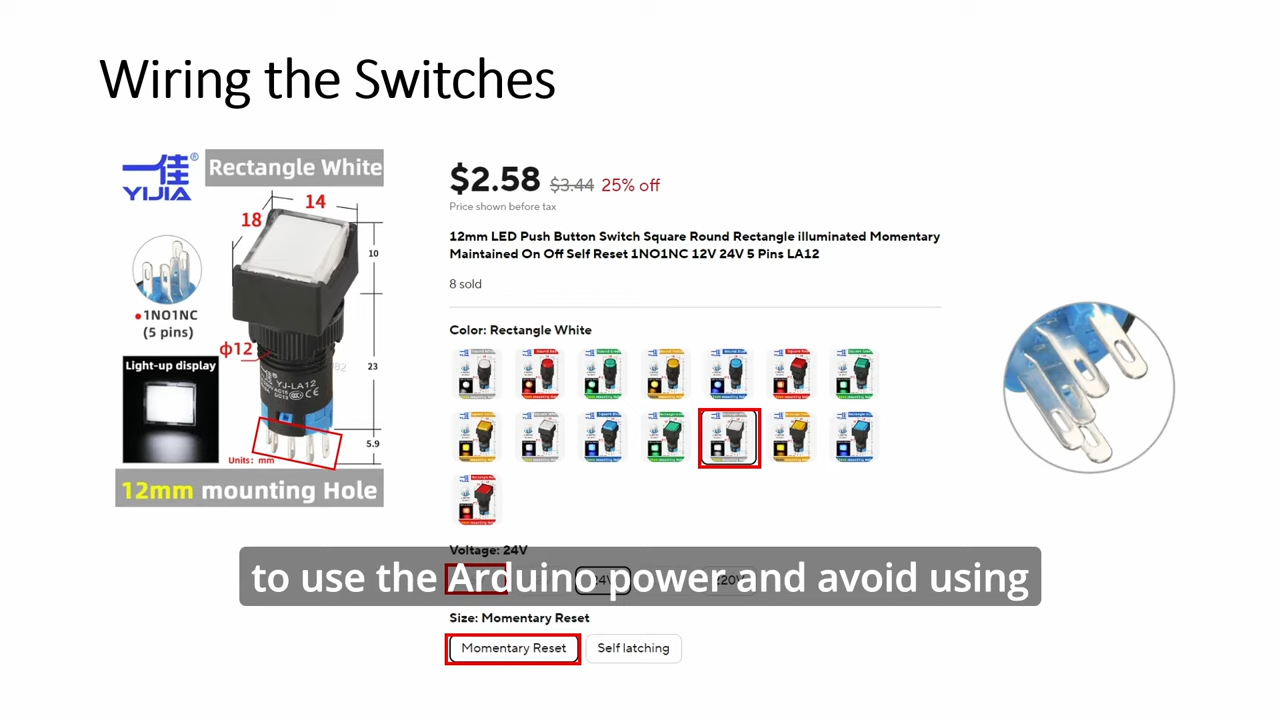 Wiring the Switches
一佳®
YIJIA
Rectangle White
14
18
10
1NO1NC
(5 pins)
Φ12
23
Light-up display
YJ-LA12
5.9
Units: mm
12mm mounting Hole
$2.58 $3.44 25% off
Price shown before tax
12mm LED Push Button Switch Square Round Rectangle illuminated Momentary
Maintained On Off Self Reset 1NO1NC 12V 24V 5 Pins LA12
8 sold
Color: Rectangle White
Voltage: 24V
to use the Arduino power and avoid using
Size: Momentary Reset
Momentary Reset
Self latching